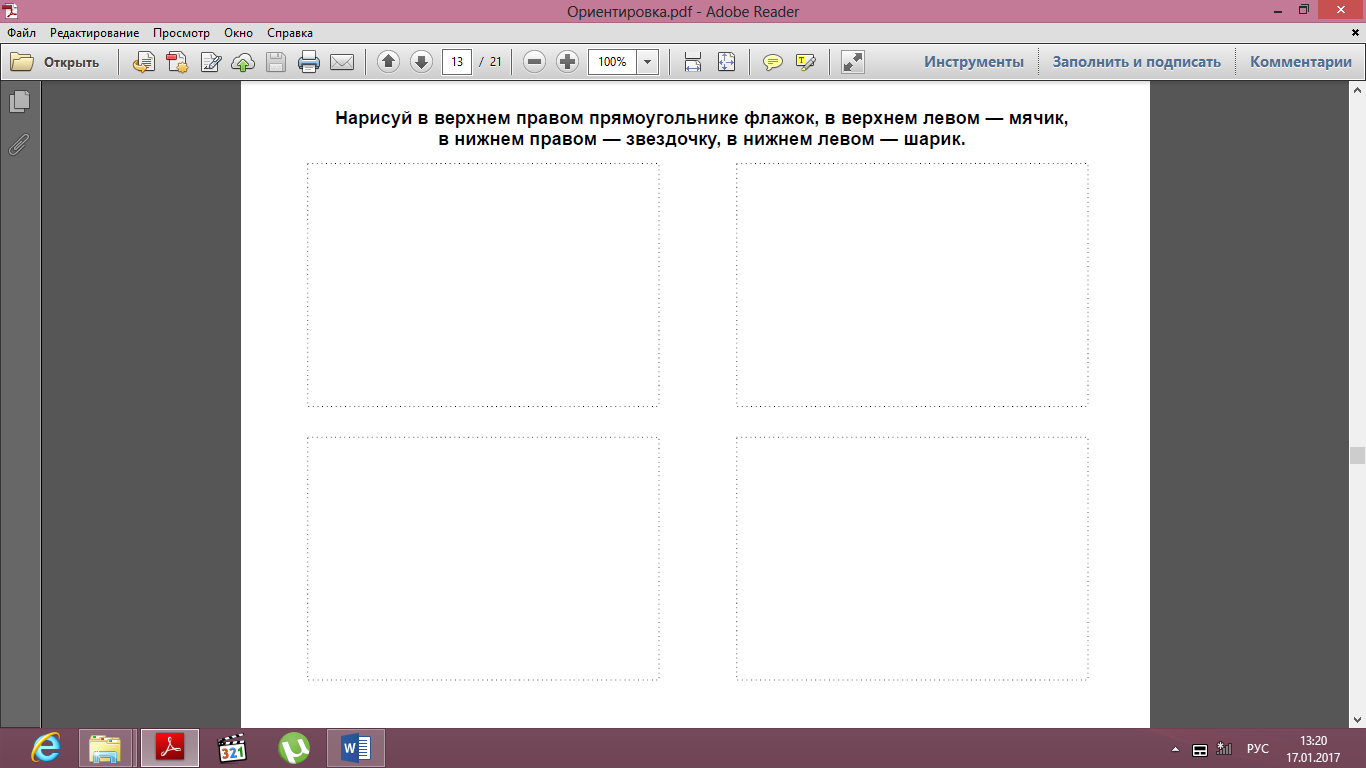 Ориентировка.pdf - Adobe Reader
Файл Редактирование Просмотр Окно Справка
Открыть 13 / 21 100% Инструменты Заполнить и подписать Комментарии
Нарисуй в верхнем правом прямоугольнике флажок, в верхнем левом — мячик,
в нижнем правом — звездочку, в нижнем левом — шарик.
321
РУС
13:20
17.01.2017